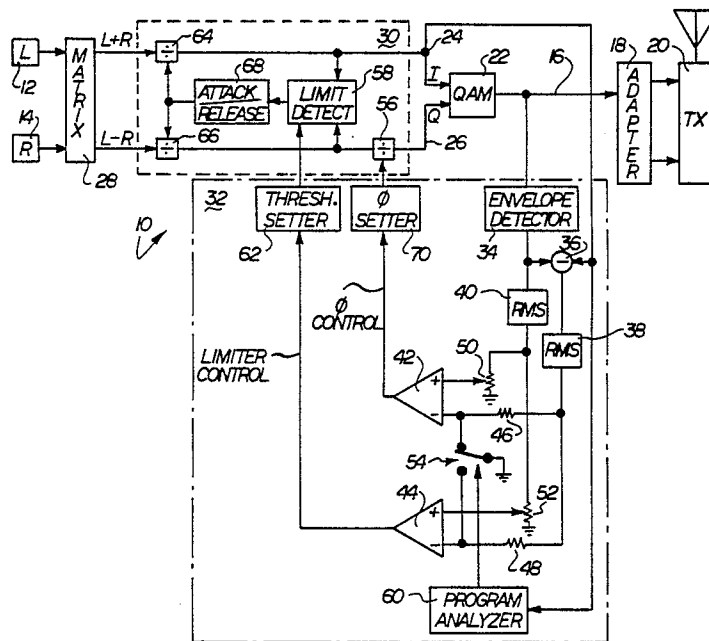 L
12
14
R
MATRIX
28
L+R
L-R
÷
64
÷
66
68
ATTACK/
RELEASE
58
LIMIT
DETECT
30
56
÷
24
I
Q
26
22
QAM
16
18
ADAPTER
20
TX
10
32
THRESH.
SETTER
62
Ø
SETTER
70
ENVELOPE
DETECTOR
34
36
−
40
RMS
RMS
38
Ø
CONTROL
LIMITER
CONTROL
42
+
−
50
46
54
44
+
−
52
48
60
PROGRAM
ANALYZER